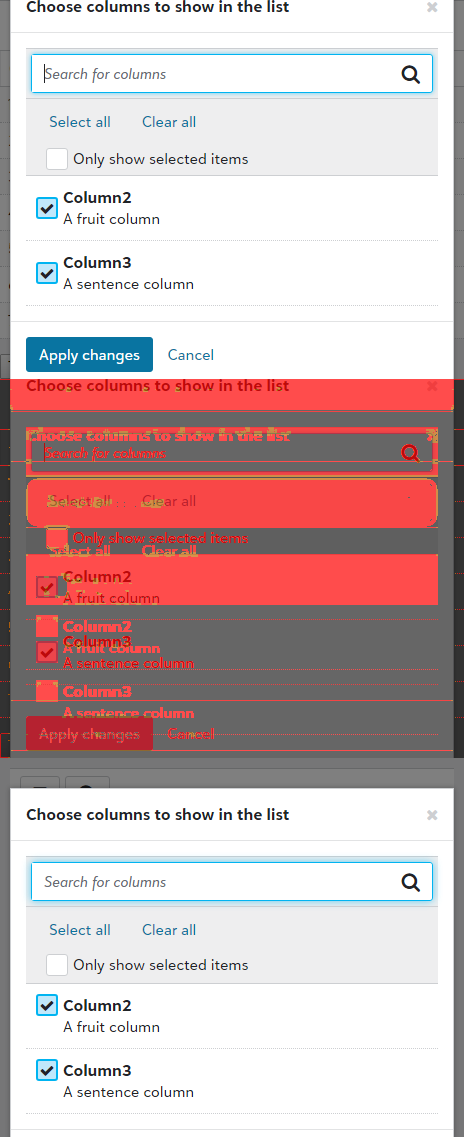 Choose columns to show in the list
Search for columns
Select all Clear all
Only show selected items
Column2
A fruit column
Column3
A sentence column
Apply changes Cancel
Choose columns to show in the list
Choose columns to show in the list
Search for columns
Select all Clear all
Only show selected items
Select all Clear all
Column2
A fruit column
Column2
Column3
A fruit column
A sentence column
Column3
A sentence column
Apply changes Cancel
Choose columns to show in the list
Search for columns
Select all Clear all
Only show selected items
Column2
A fruit column
Column3
A sentence column